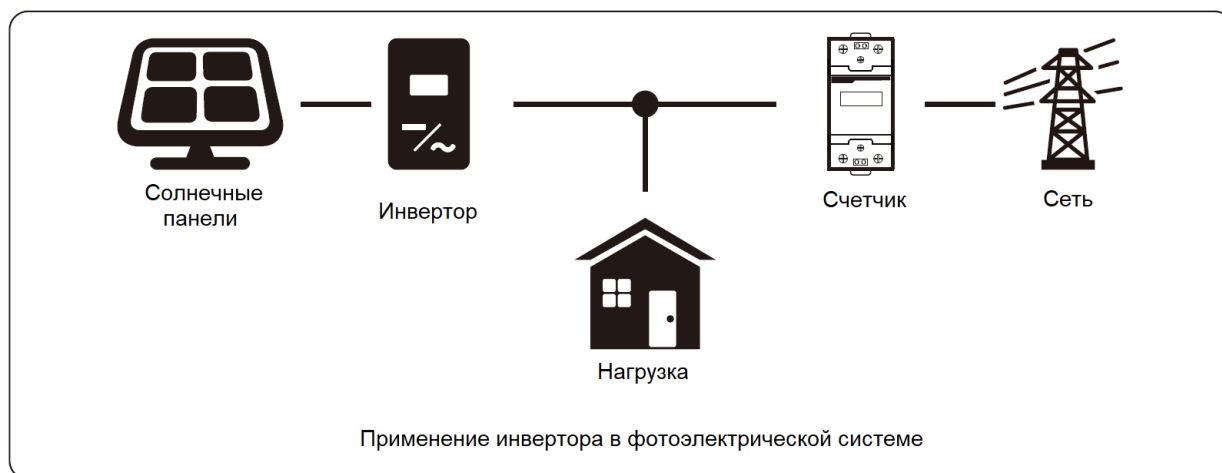 Солнечные
панели
Инвертор
Счетчик
Сеть
Нагрузка
Применение инвертора в фотоэлектрической системе